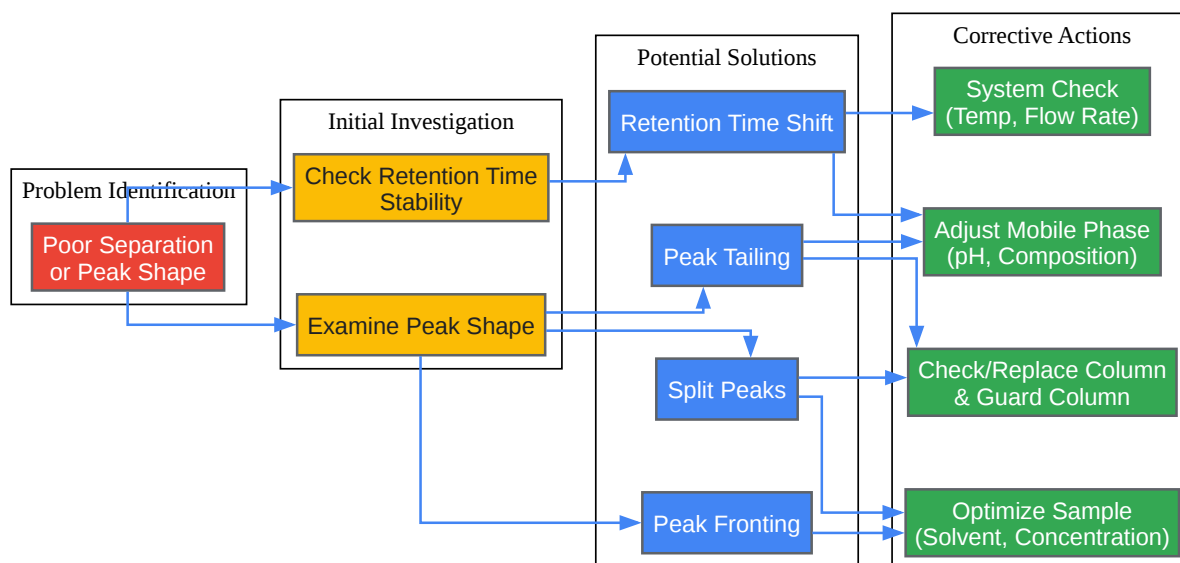 Problem Identification
Poor Separation
or Peak Shape
Initial Investigation
Check Retention Time
Stability
Examine Peak Shape
Potential Solutions
Retention Time Shift
Peak Tailing
Split Peaks
Peak Fronting
Corrective Actions
System Check
(Temp, Flow Rate)
Adjust Mobile Phase
(pH, Composition)
Check/Replace Column
& Guard Column
Optimize Sample
(Solvent, Concentration)